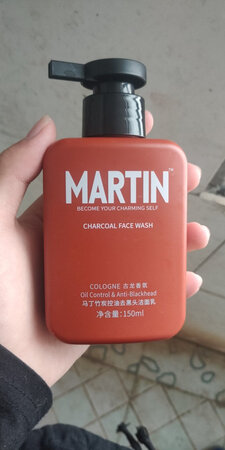 MARTIN™
BECOME YOUR CHARMING SELF
CHARCOAL FACE WASH
COLOGNE 古龙香氛
Oil Control & Anti-Blackhead
马丁竹炭控油去黑头洁面乳
净含量:150ml